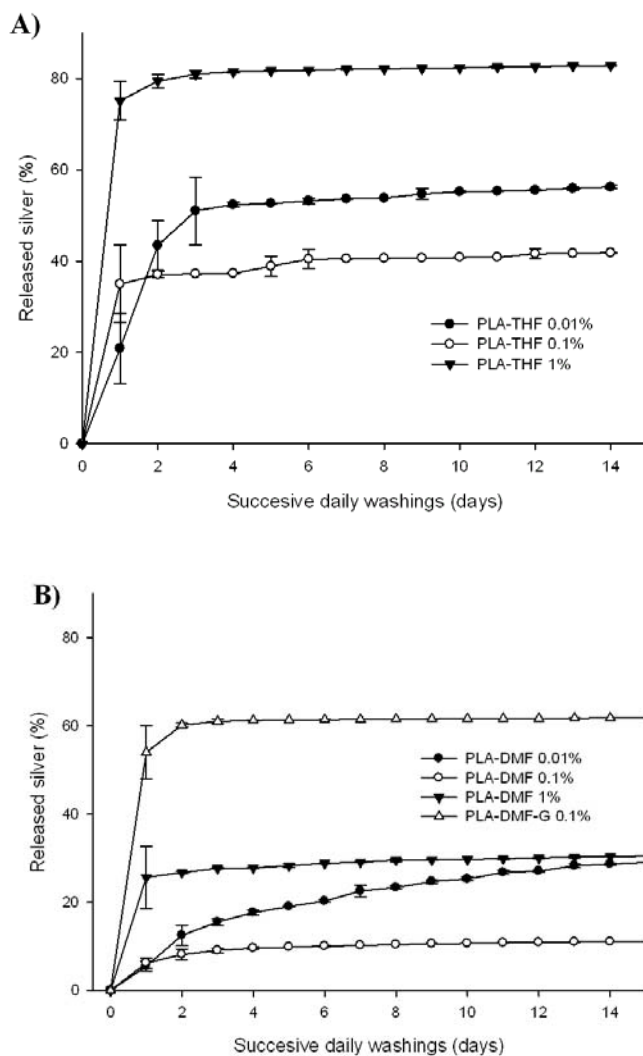 A)
80
60
40
20
0
Released silver (%)
PLA-THF 0.01%
PLA-THF 0.1%
PLA-THF 1%
0 2 4 6 8 10 12 14
Succesive daily washings (days)
B)
80
60
40
20
0
Released silver (%)
PLA-DMF 0.01%
PLA-DMF 0.1%
PLA-DMF 1%
PLA-DMF-G 0.1%
0 2 4 6 8 10 12 14
Succesive daily washings (days)